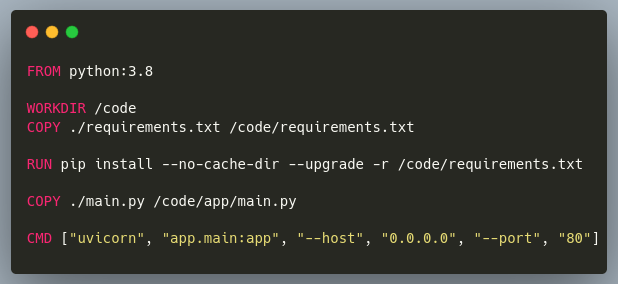 FROM python:3.8
WORKDIR /code
COPY ./requirements.txt /code/requirements.txt
RUN pip install --no-cache-dir --upgrade -r /code/requirements.txt
COPY ./main.py /code/app/main.py
CMD ["uvicorn", "app.main:app", "--host", "0.0.0.0", "--port", "80"]